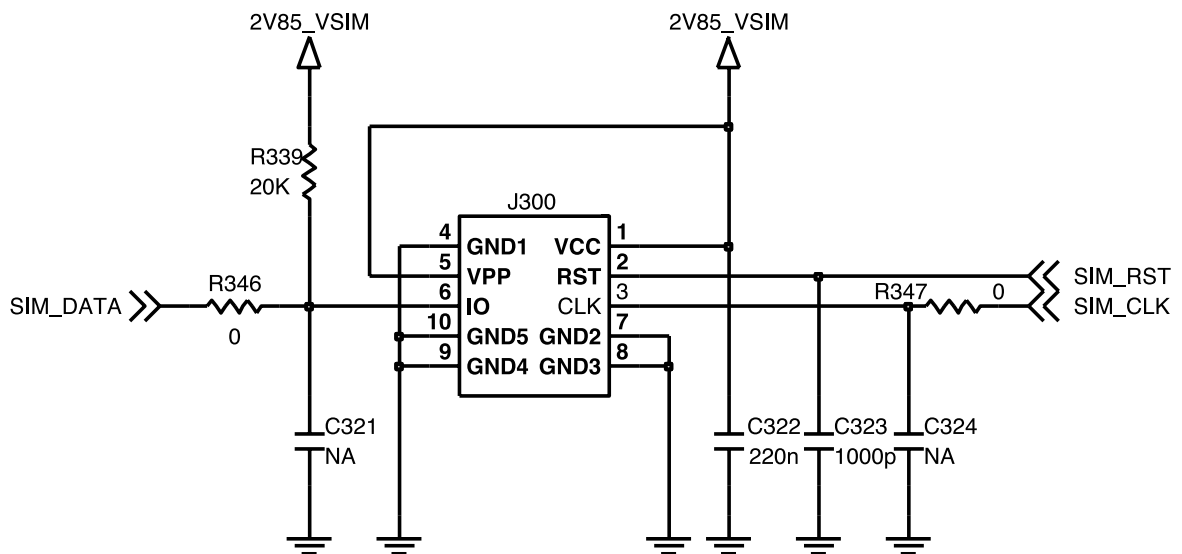 2V85_VSIM
2V85_VSIM
R339
20K
J300
4 GND1 VCC 1
5 VPP RST 2
6 IO CLK 3
10 GND5 GND2 7
9 GND4 GND3 8
SIM_DATA
R346
0
R347
0
SIM_RST
SIM_CLK
C321
NA
C322
220n
C323
1000p
C324
NA